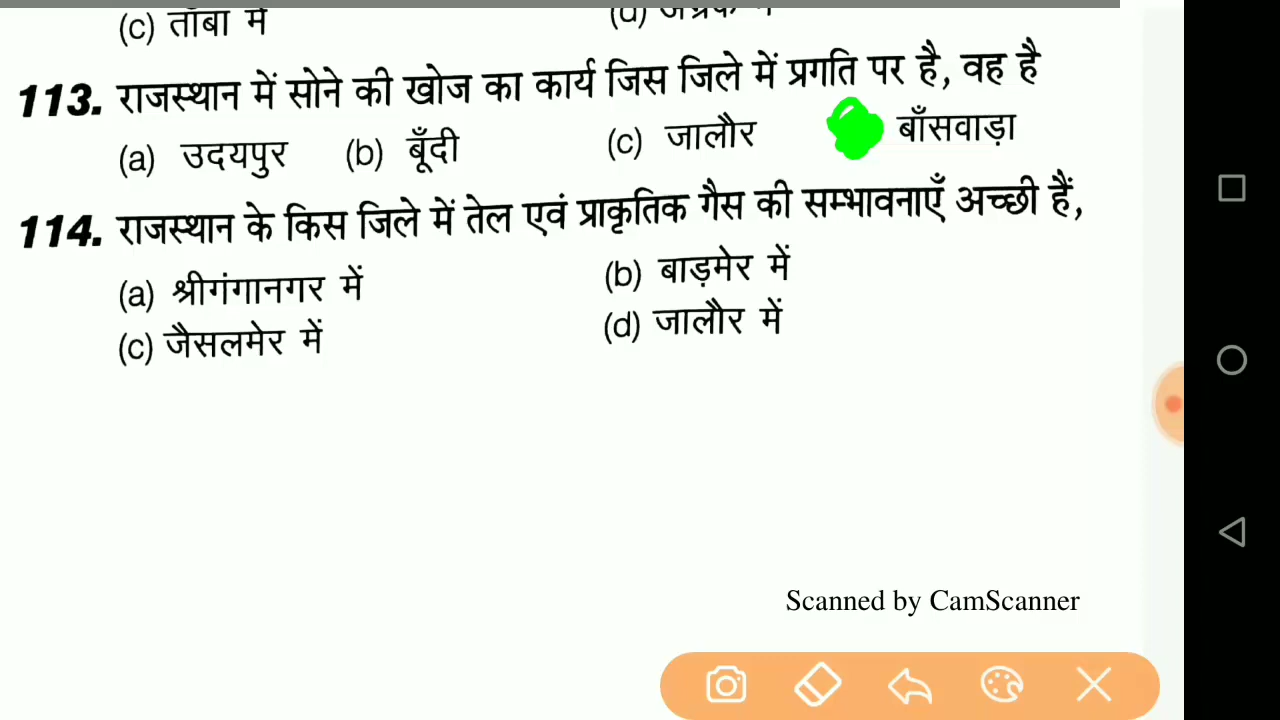 (c) ताँबा में
113. राजस्थान में सोने की खोज का कार्य जिस जिले में प्रगति पर है, वह है
(a) उदयपुर (b) बूँदी (c) जालौर बाँसवाड़ा
114. राजस्थान के किस जिले में तेल एवं प्राकृतिक गैस की सम्भावनाएँ अच्छी हैं,
(a) श्रीगंगानगर में (b) बाड़मेर में
(c) जैसलमेर में (d) जालौर में
Scanned by CamScanner